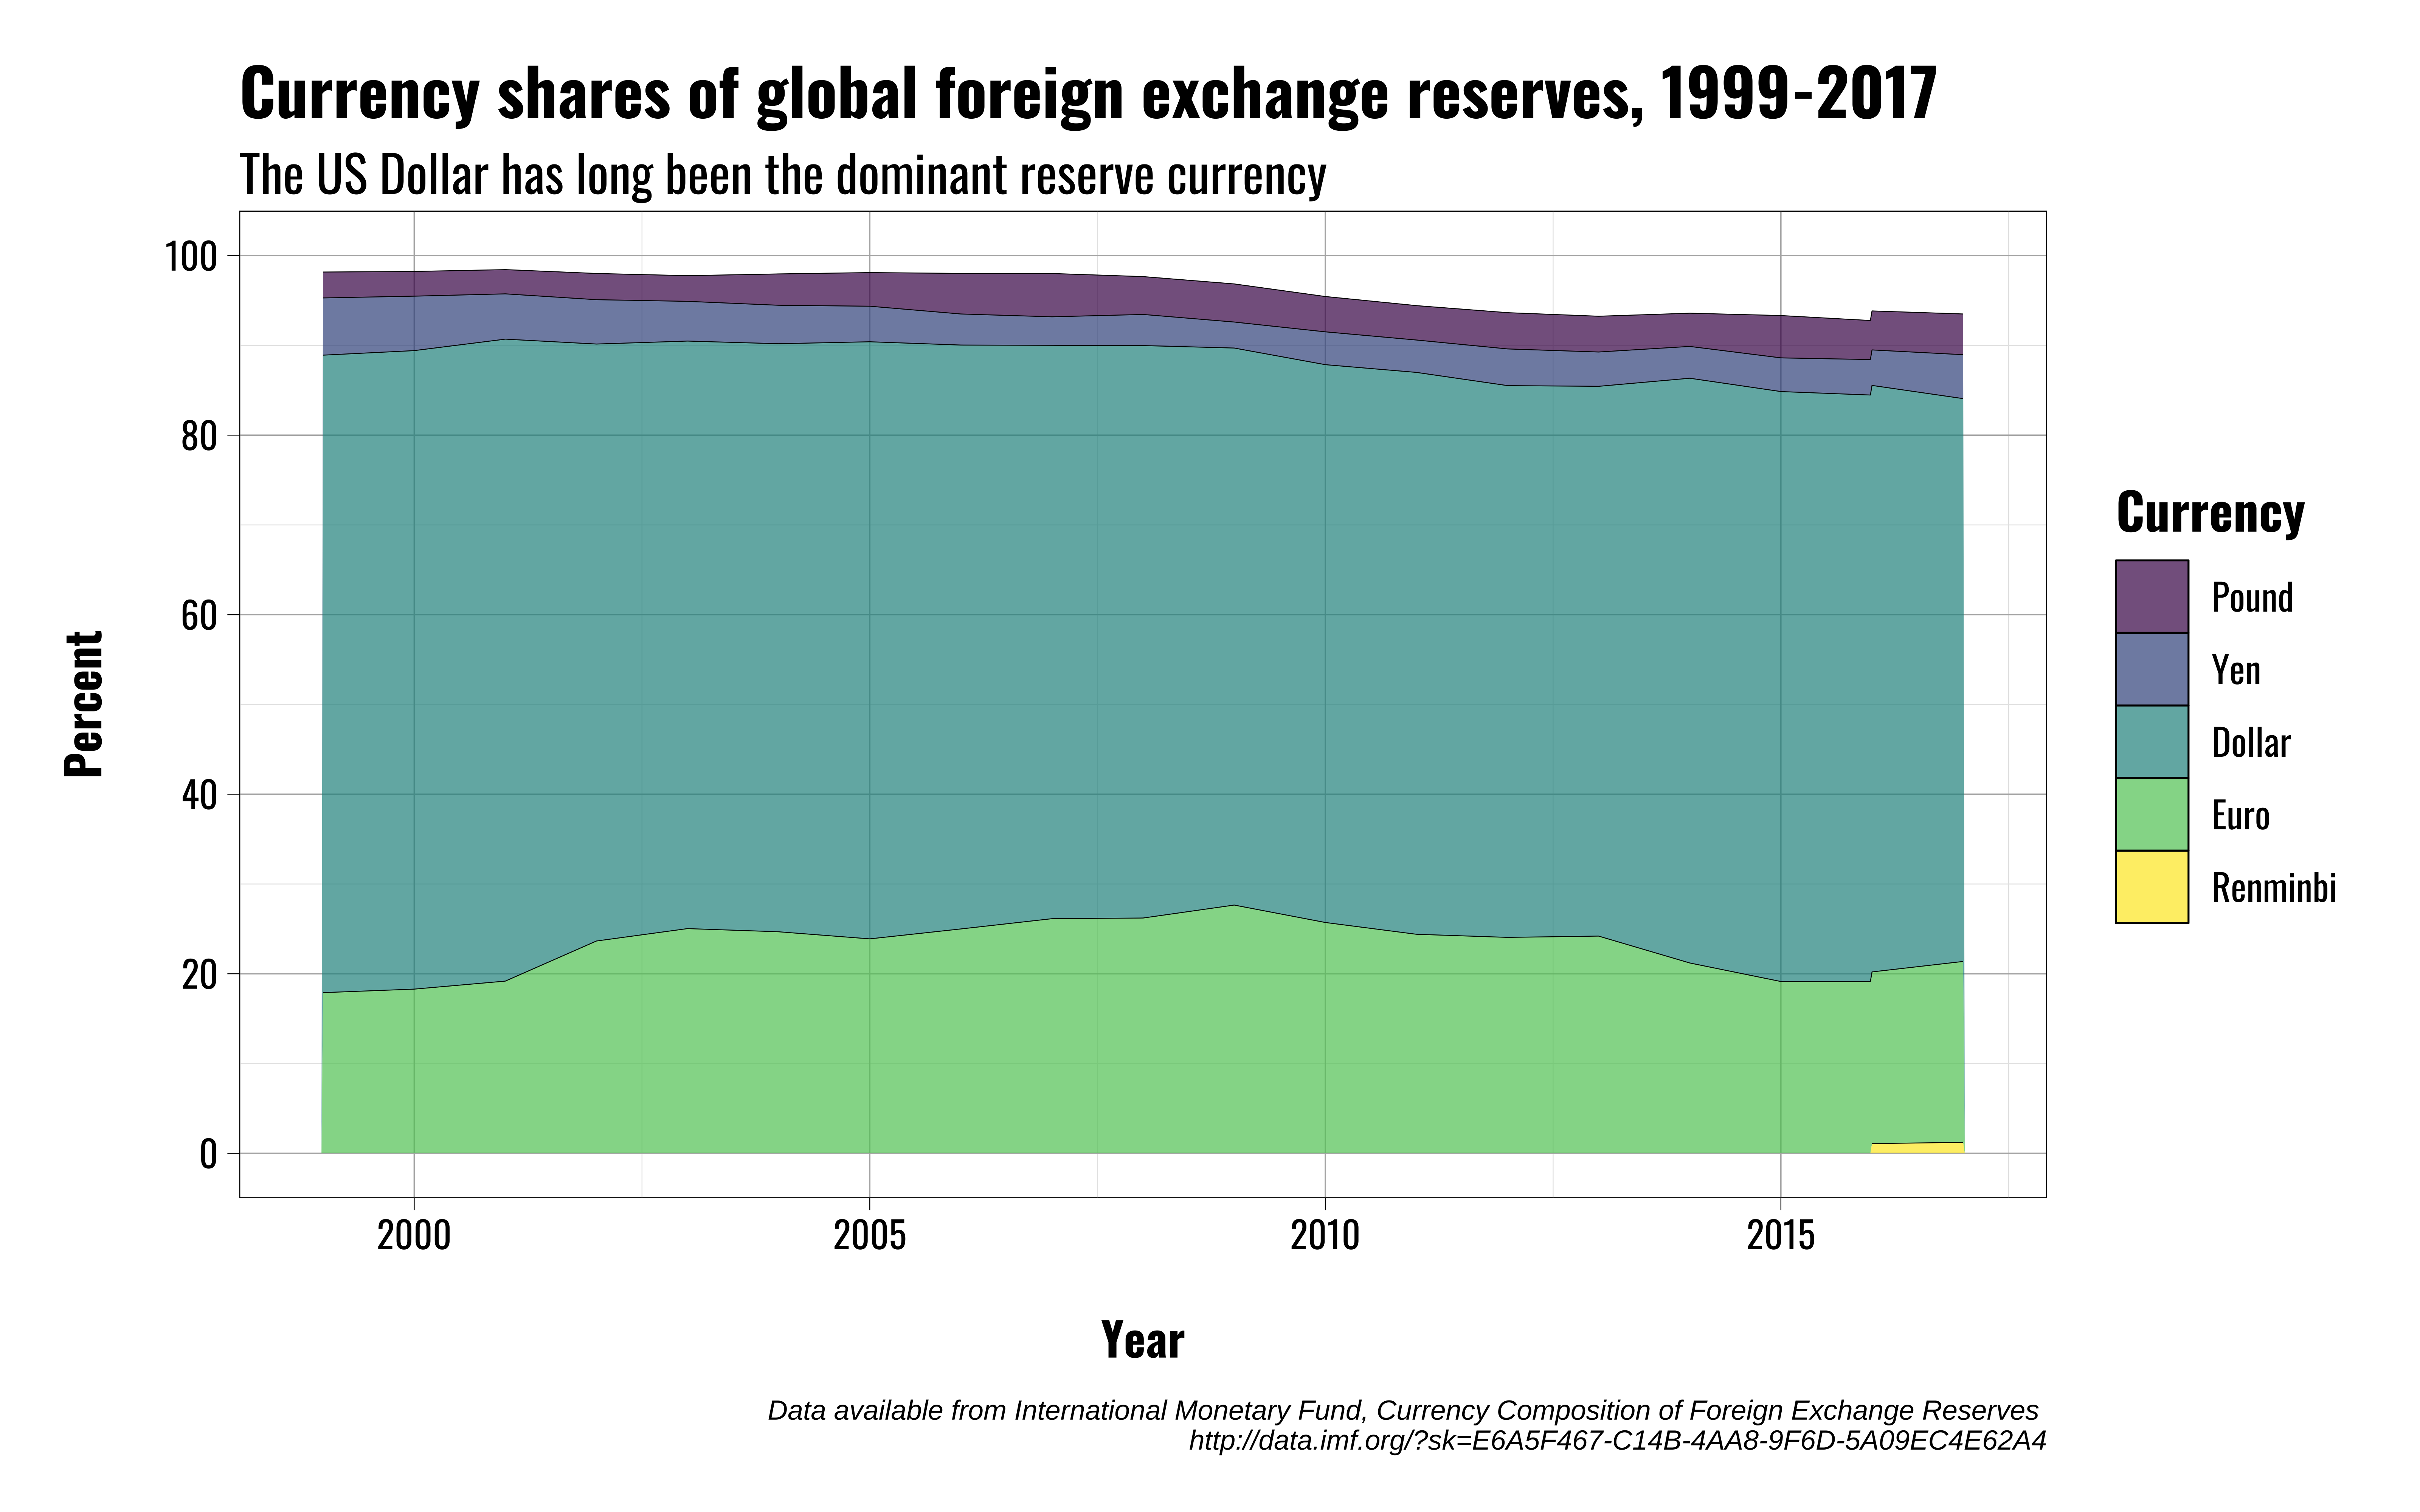 Currency shares of global foreign exchange reserves, 1999-2017
The US Dollar has long been the dominant reserve currency
100
80
60
40
20
0
Percent
2000
2005
2010
2015
Year
Currency
Pound
Yen
Dollar
Euro
Renminbi
Data available from International Monetary Fund, Currency Composition of Foreign Exchange Reserves
http://data.imf.org/?sk=E6A5F467-C14B-4AA8-9F6D-5A09EC4E62A4